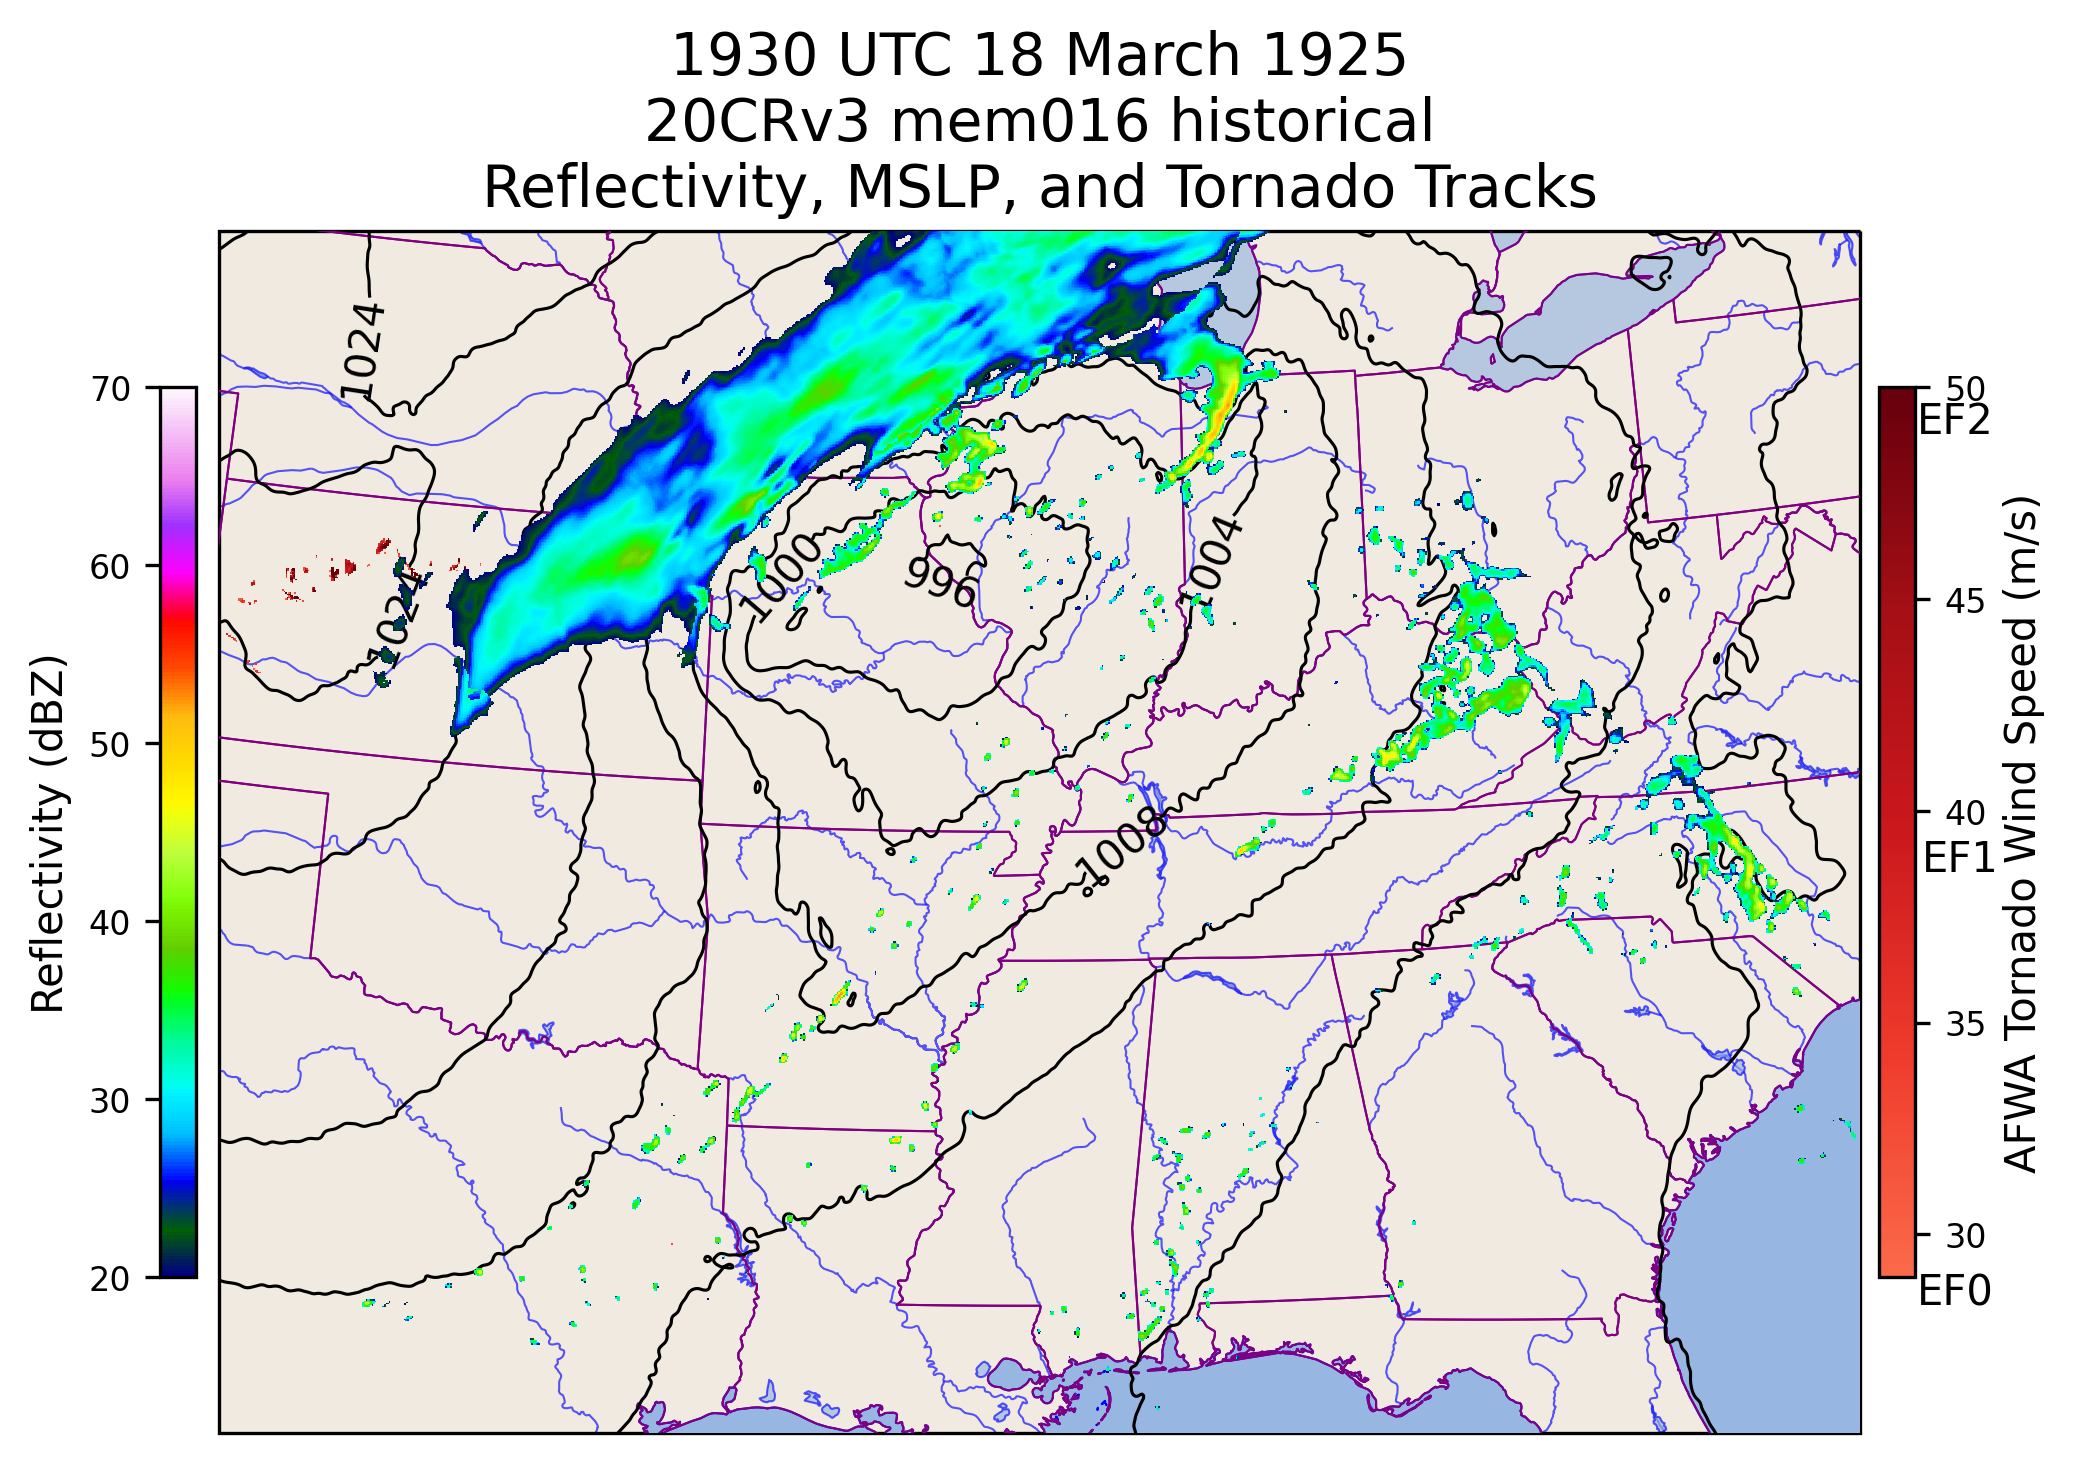 1930 UTC 18 March 1925
20CRv3 mem016 historical
Reflectivity, MSLP, and Tornado Tracks
Reflectivity (dBZ)
70
60
50
40
30
20
1024
1024
1000
996
1004
1008
50
EF2
45
40
EF1
35
30
EF0
AFWA Tornado Wind Speed (m/s)